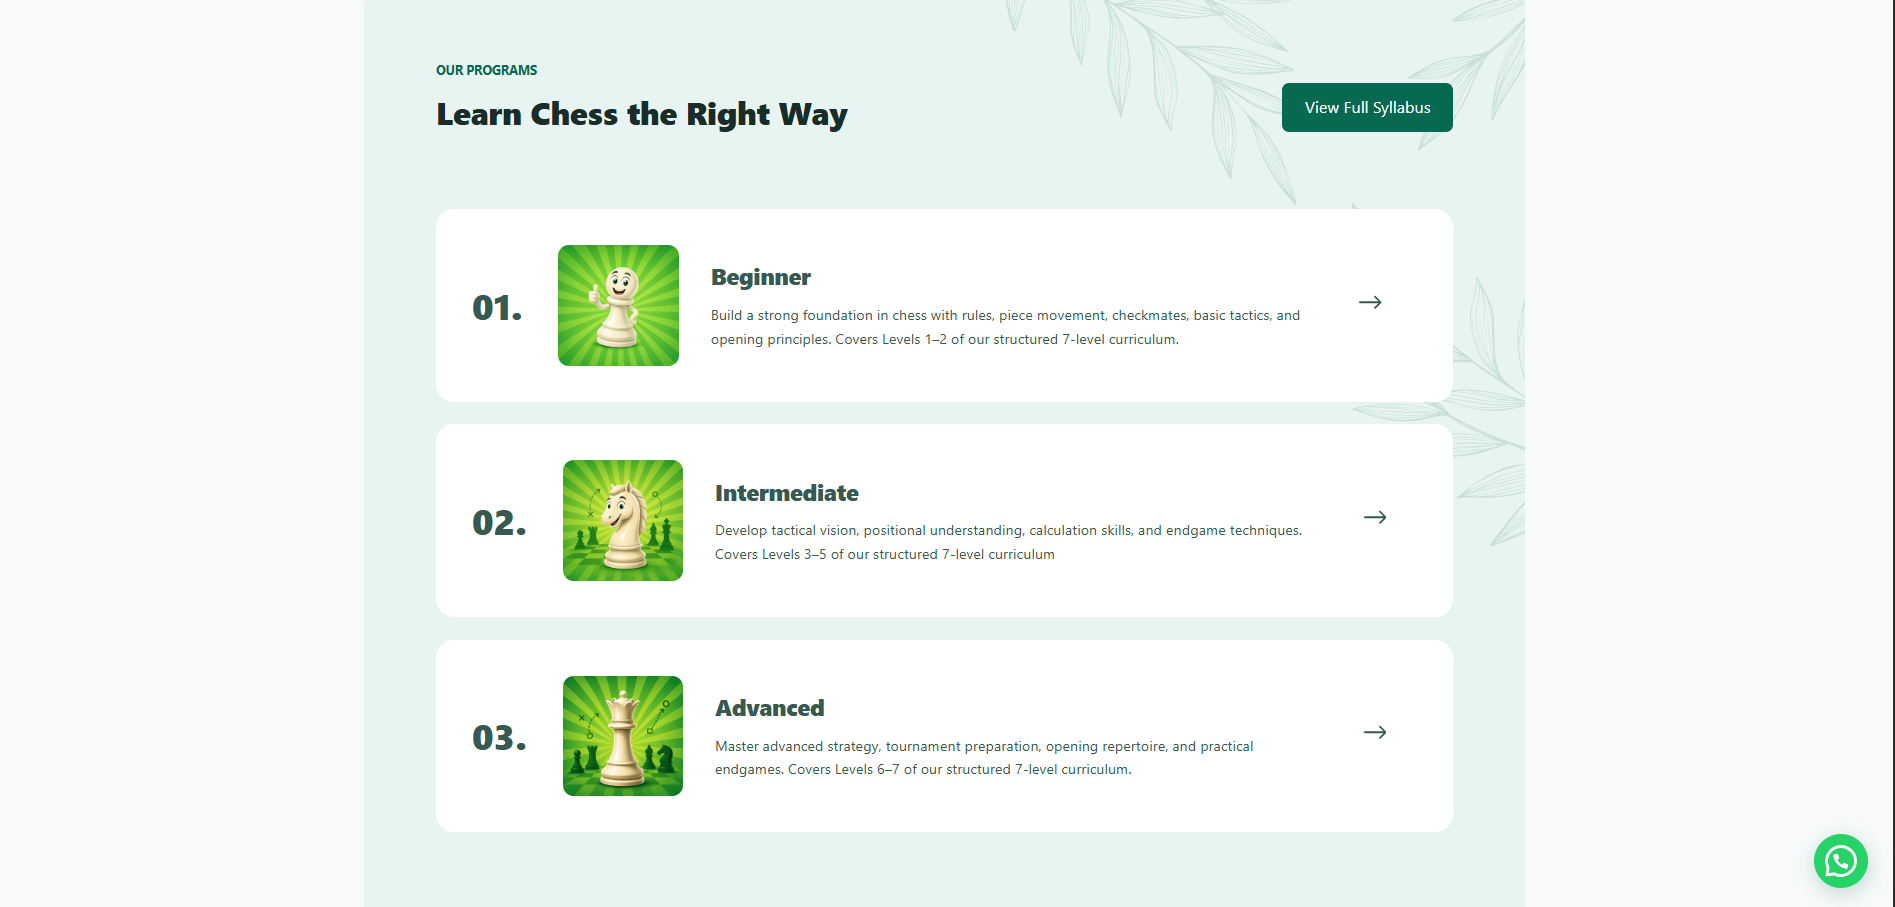 OUR PROGRAMS
Learn Chess the Right Way
View Full Syllabus
01.
Beginner
Build a strong foundation in chess with rules, piece movement, checkmates, basic tactics, and
opening principles. Covers Levels 1–2 of our structured 7-level curriculum.
02.
Intermediate
Develop tactical vision, positional understanding, calculation skills, and endgame techniques.
Covers Levels 3–5 of our structured 7-level curriculum
03.
Advanced
Master advanced strategy, tournament preparation, opening repertoire, and practical
endgames. Covers Levels 6–7 of our structured 7-level curriculum.